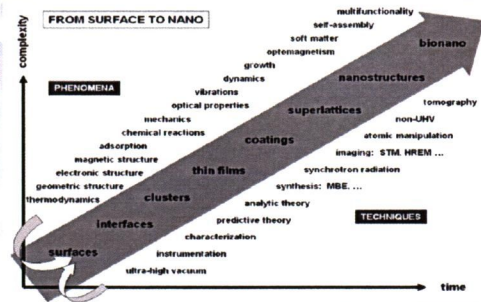 FROM SURFACE TO NANO
complexity
PHENOMENA
multifunctionality
self-assembly
soft matter
optomagnetism
growth
dynamics
vibrations
optical properties
mechanics
chemical reactions
adsorption
magnetic structure
electronic structure
geometric structure
thermodynamics
bionano
nanostructures
superlattices
coatings
thin films
clusters
interfaces
surfaces
tomography
non-UHV
atomic manipulation
imaging: STM, HREM ...
synchrotron radiation
synthesis: MBE, ...
analytic theory
predictive theory
characterization
instrumentation
ultra-high vacuum
TECHNIQUES
time